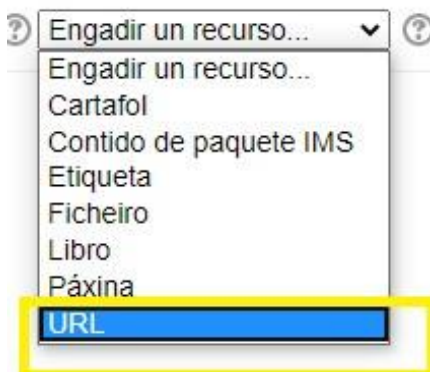 Engadir un recurso...
Engadir un recurso...
Cartafol
Contido de paquete IMS
Etiqueta
Ficheiro
Libro
Páxina
URL